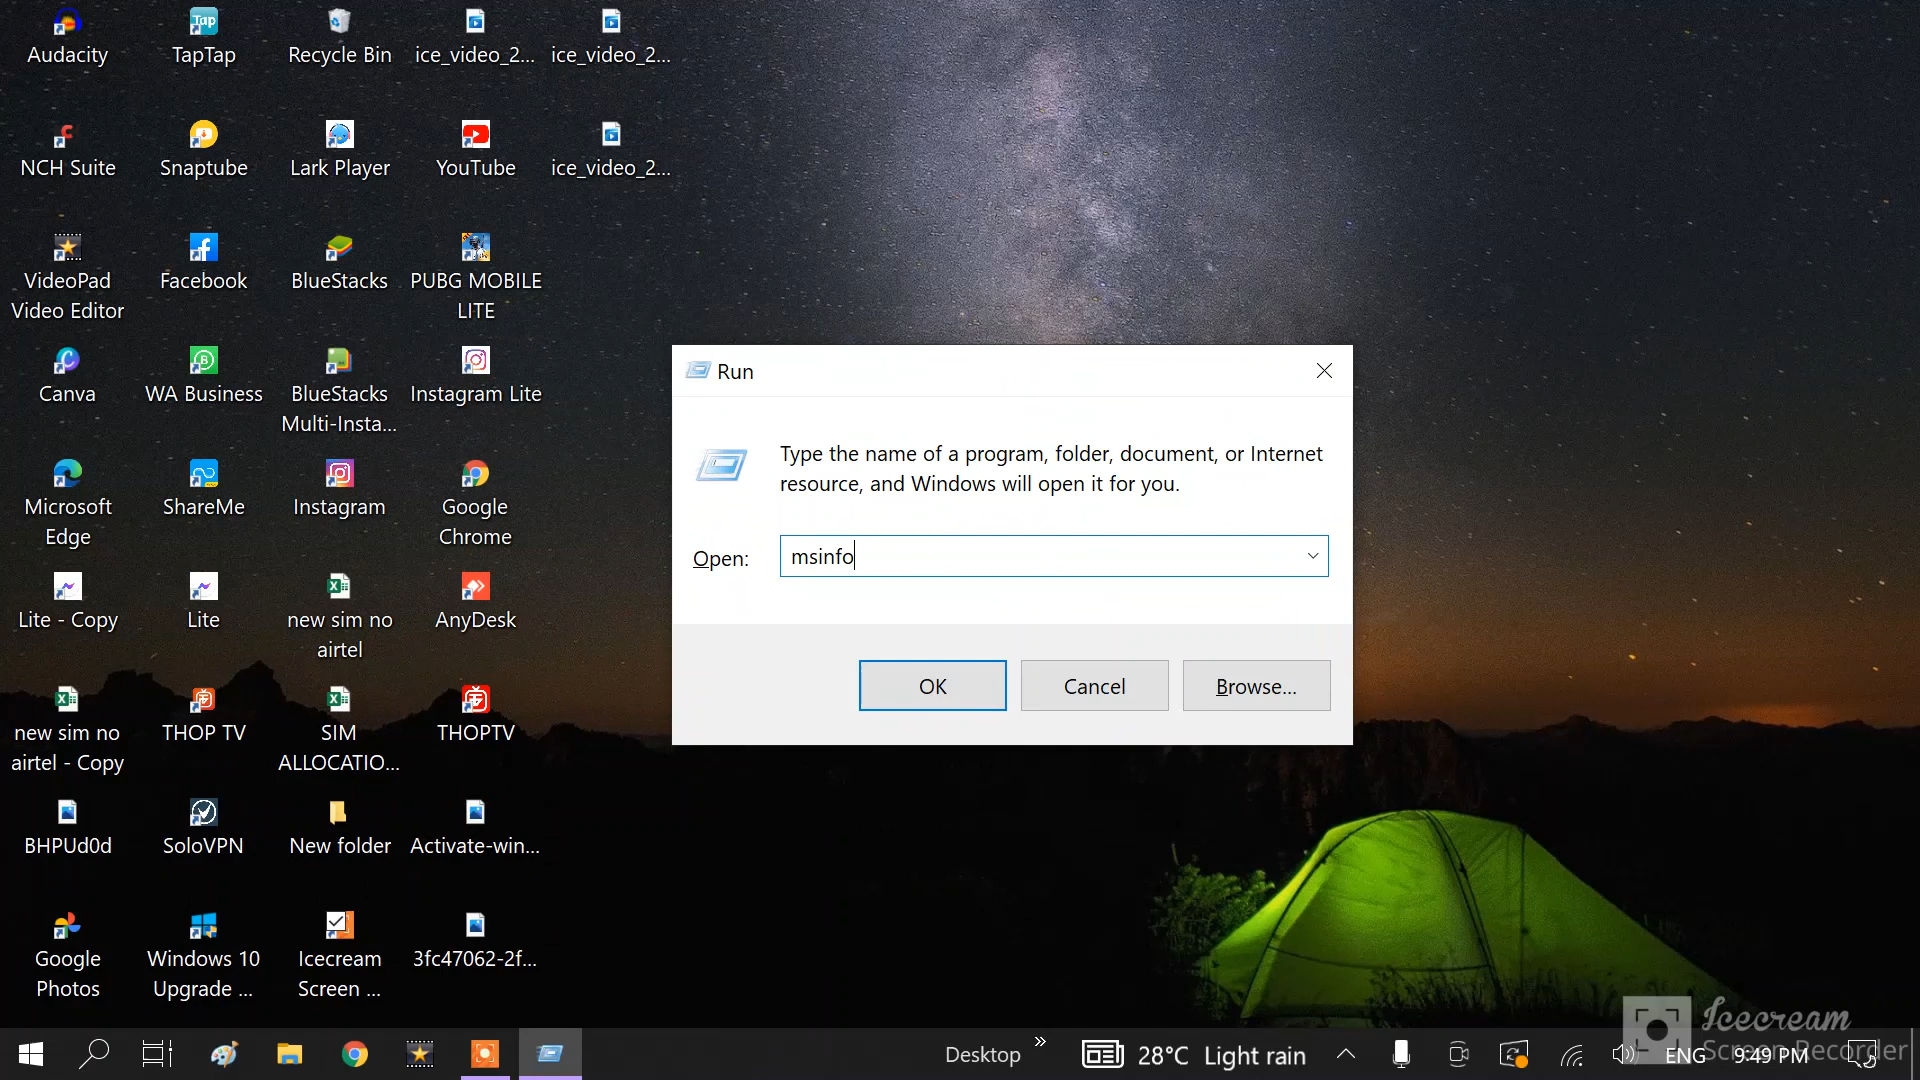 Audacity
TapTap
Recycle Bin
ice_video_2...
ice_video_2...
NCH Suite
Snaptube
Lark Player
YouTube
ice_video_2...
VideoPad
Video Editor
Facebook
BlueStacks
PUBG MOBILE
LITE
Canva
WA Business
BlueStacks
Multi-Insta...
Instagram Lite
Microsoft
Edge
ShareMe
Instagram
Google
Chrome
Lite - Copy
Lite
new sim no
airtel
AnyDesk
new sim no
airtel - Copy
THOP TV
SIM
ALLOCATIO...
THOPTV
BHPUd0d
SoloVPN
New folder
Activate-win...
Google
Photos
Windows 10
Upgrade ...
Icecream
Screen ...
3fc47062-2f...
Run
Type the name of a program, folder, document, or Internet
resource, and Windows will open it for you.
Open:
msinfo
OK
Cancel
Browse...
Desktop
28°C Light rain
ENG
9:49 PM
Icecream
Screen Recorder